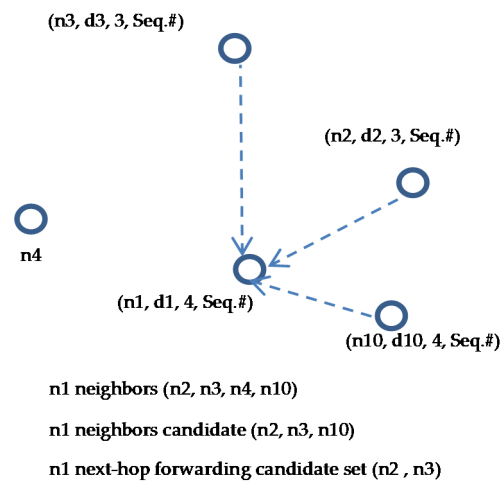 (n3, d3, 3, Seq.#)
(n2, d2, 3, Seq.#)
n4
(n1, d1, 4, Seq.#)
(n10, d10, 4, Seq.#)
n1 neighbors (n2, n3, n4, n10)
n1 neighbors candidate (n2, n3, n10)
n1 next-hop forwarding candidate set (n2 , n3)